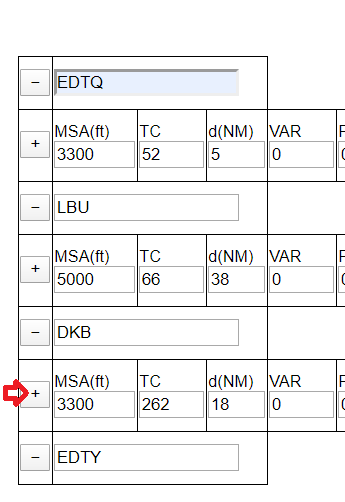 − EDTQ
MSA(ft) TC d(NM) VAR
+ 3300 52 5 0
− LBU
MSA(ft) TC d(NM) VAR
+ 5000 66 38 0
− DKB
MSA(ft) TC d(NM) VAR
+ 3300 262 18 0
− EDTY